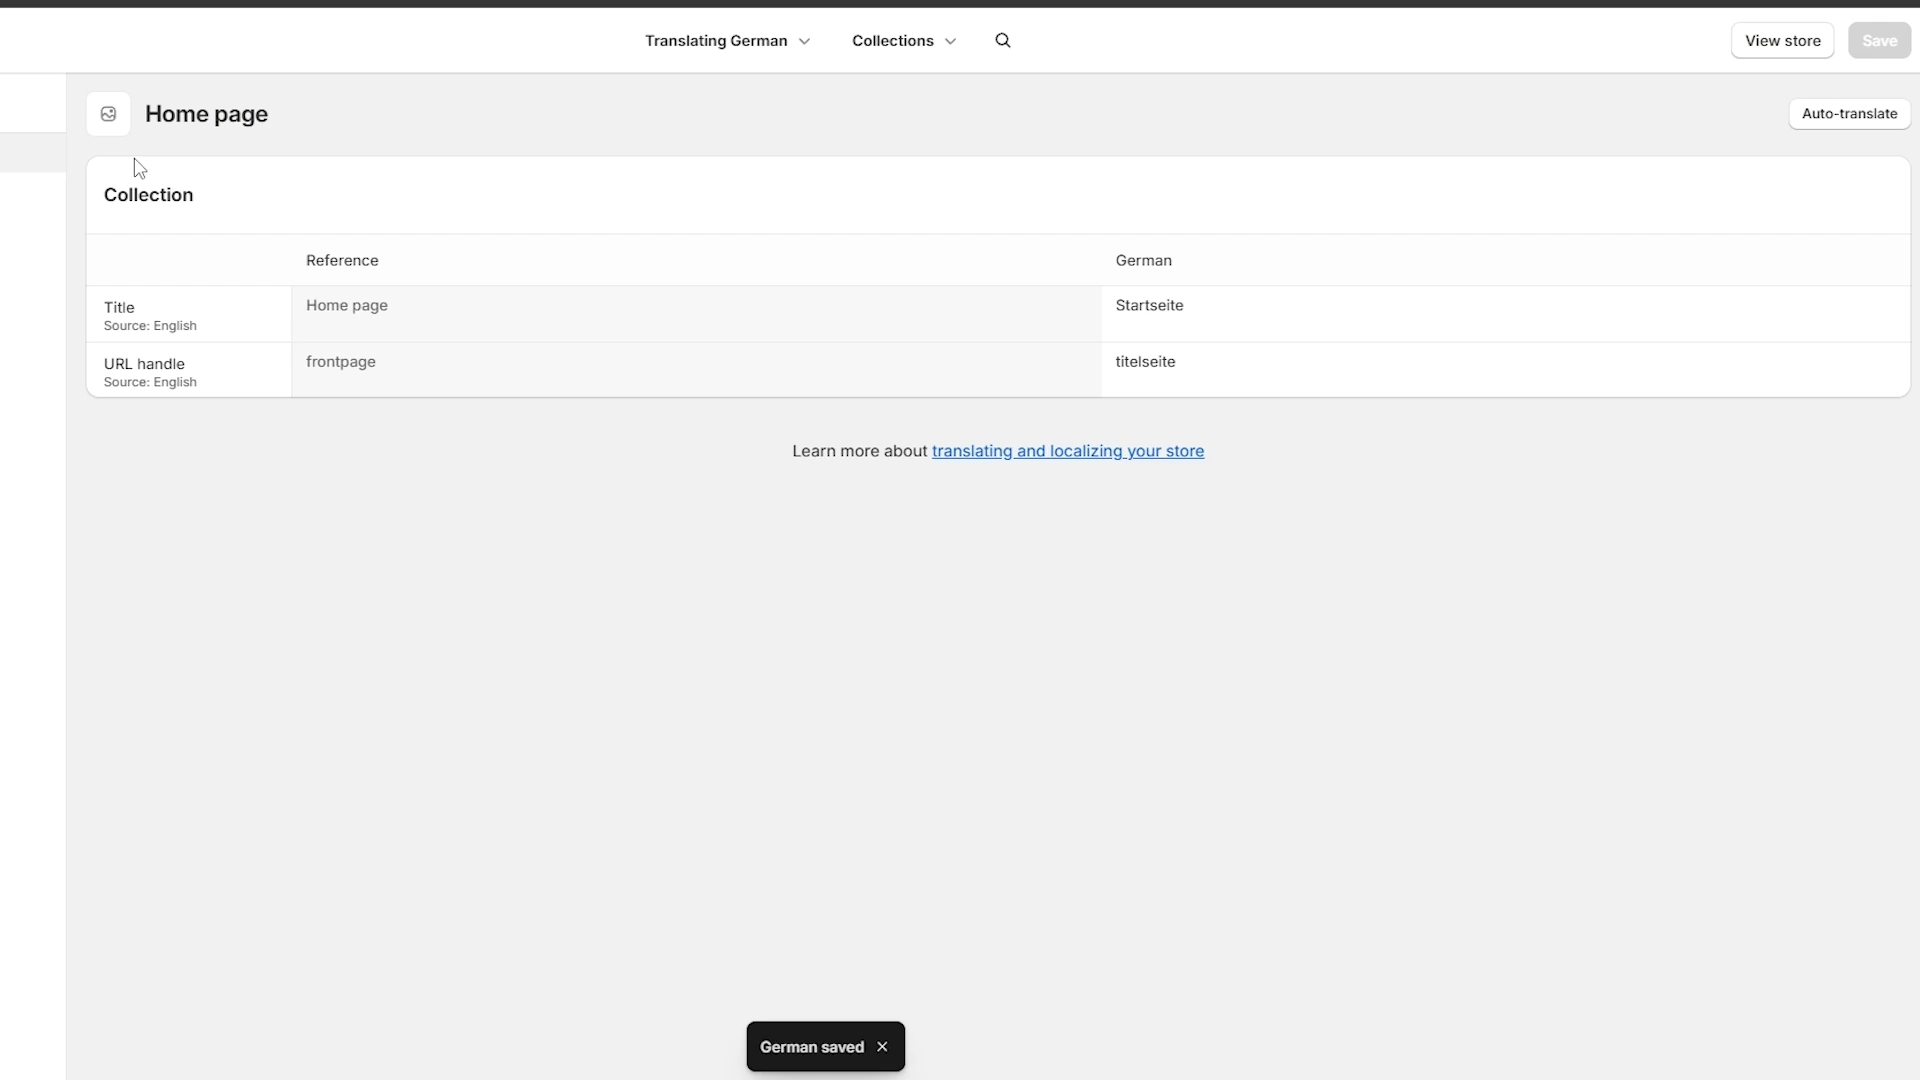 Translating German
Collections
View store
Save
Home page
Auto-translate
Collection
Reference
German
Title
Source: English
Home page
Startseite
URL handle
Source: English
frontpage
titelseite
Learn more about translating and localizing your store
German saved